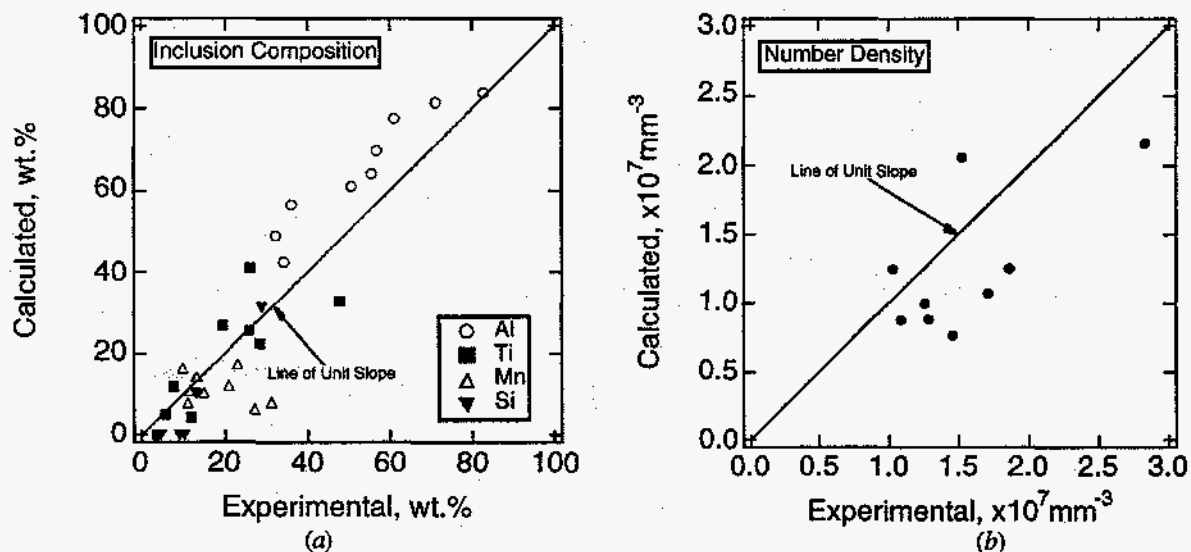 100
80
60
40
20
0
0 20 40 60 80 100
Inclusion Composition
Line of Unit Slope
Al
Ti
Mn
Si
Calculated, wt.%
Experimental, wt.%
(a)
3.0
2.5
2.0
1.5
1.0
0.5
0.0
0.0 0.5 1.0 1.5 2.0 2.5 3.0
Number Density
Line of Unit Slope
Calculated, x10⁷mm⁻³
Experimental, x10⁷mm⁻³
(b)